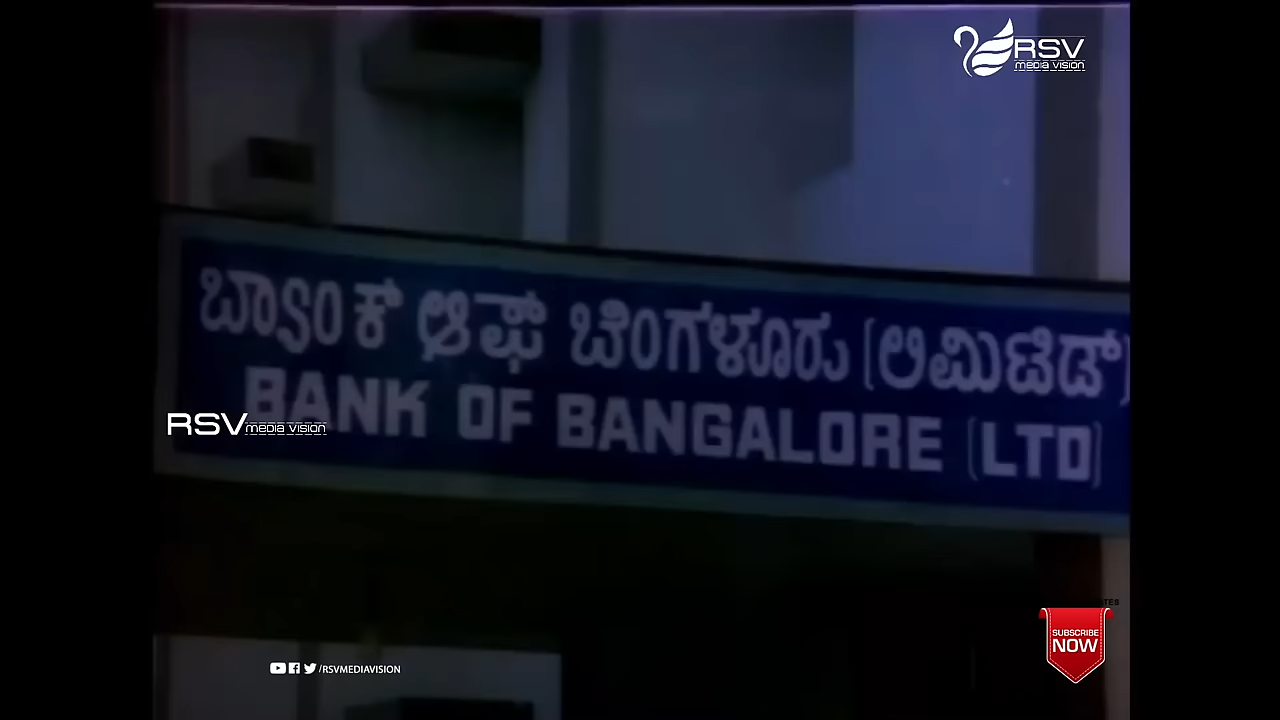 RSV
media vision
ಬ್ಯಾಂಕ್ ಆಫ್ ಬೆಂಗಳೂರು (ಲಿಮಿಟೆಡ್)
BANK OF BANGALORE (LTD)
RSV media vision
/RSVMEDIAVISION
SUBSCRIBE
NOW